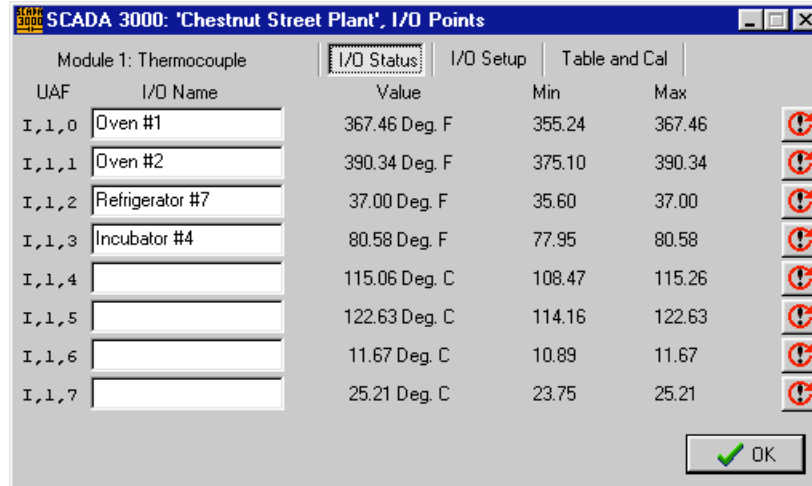 SCADA 3000 SCADA 3000: 'Chestnut Street Plant', I/O Points
Module 1: Thermocouple I/O Status I/O Setup Table and Cal
UAF I/O Name Value Min Max
I,1,0 Oven #1 367.46 Deg. F 355.24 367.46
I,1,1 Oven #2 390.34 Deg. F 375.10 390.34
I,1,2 Refrigerator #7 37.00 Deg. F 35.60 37.00
I,1,3 Incubator #4 80.58 Deg. F 77.95 80.58
I,1,4 115.06 Deg. C 108.47 115.26
I,1,5 122.63 Deg. C 114.16 122.63
I,1,6 11.67 Deg. C 10.89 11.67
I,1,7 25.21 Deg. C 23.75 25.21
OK